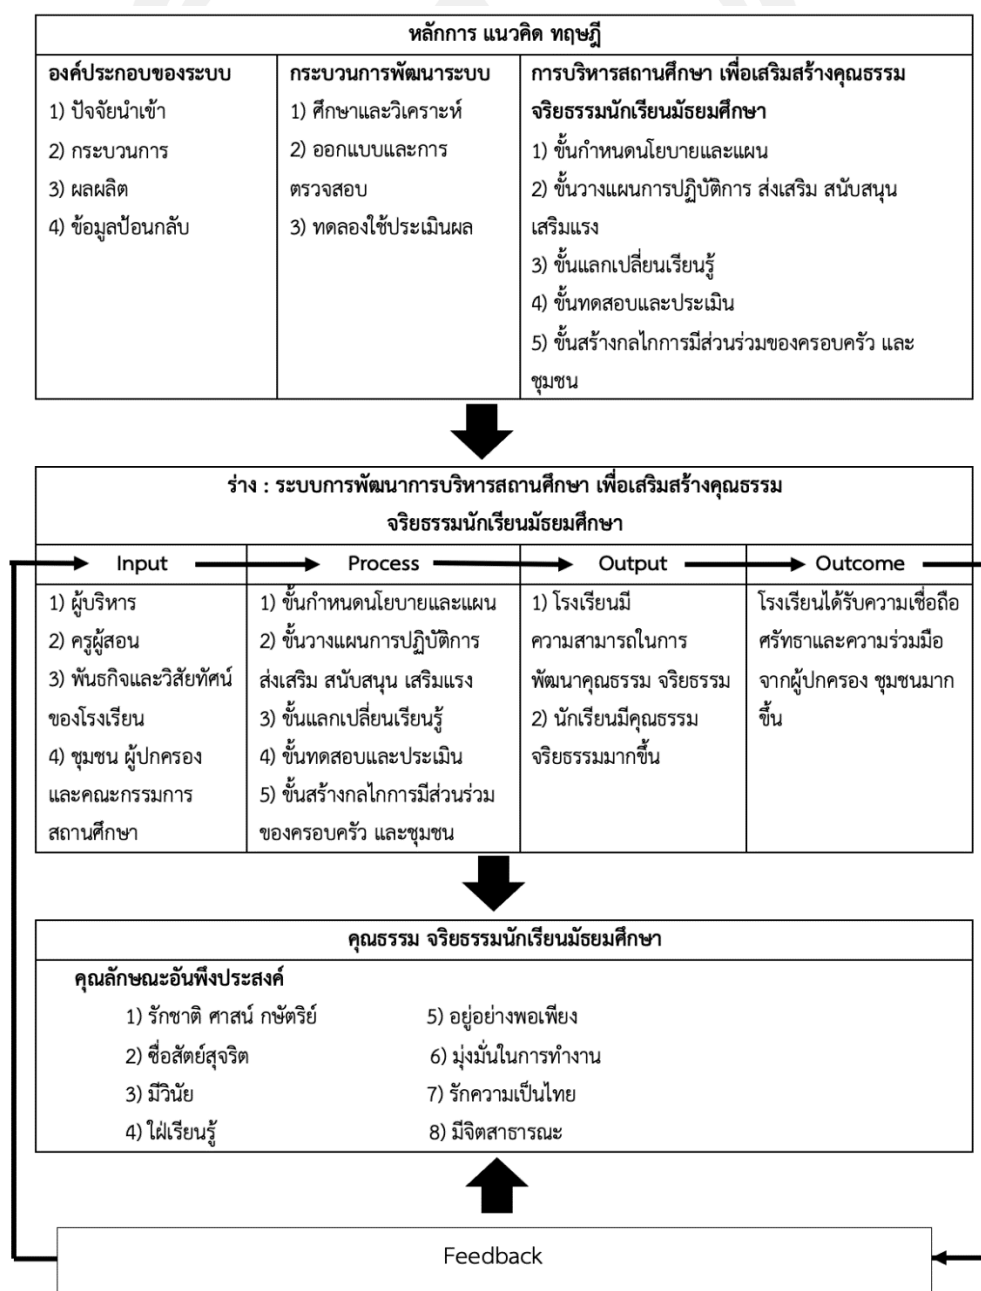 หลักการ แนวคิด ทฤษฎี
องค์ประกอบของระบบ
1) ปัจจัยนำเข้า
2) กระบวนการ
3) ผลผลิต
4) ข้อมูลป้อนกลับ
กระบวนการพัฒนาระบบ
1) ศึกษาและวิเคราะห์
2) ออกแบบและการ
ตรวจสอบ
3) ทดลองใช้ประเมินผล
การบริหารสถานศึกษา เพื่อเสริมสร้างคุณธรรม
จริยธรรมนักเรียนมัธยมศึกษา
1) ขั้นกำหนดนโยบายและแผน
2) ขั้นวางแผนการปฏิบัติการ ส่งเสริม สนับสนุน
เสริมแรง
3) ขั้นแลกเปลี่ยนเรียนรู้
4) ขั้นทดสอบและประเมิน
5) ขั้นสร้างกลไกการมีส่วนร่วมของครอบครัว และ
ชุมชน
ร่าง : ระบบการพัฒนาการบริหารสถานศึกษา เพื่อเสริมสร้างคุณธรรม
จริยธรรมนักเรียนมัธยมศึกษา
Input
1) ผู้บริหาร
2) ครูผู้สอน
3) พันธกิจและวิสัยทัศน์
ของโรงเรียน
4) ชุมชน ผู้ปกครอง
และคณะกรรมการ
สถานศึกษา
Process
1) ขั้นกำหนดนโยบายและแผน
2) ขั้นวางแผนการปฏิบัติการ
ส่งเสริม สนับสนุน เสริมแรง
3) ขั้นแลกเปลี่ยนเรียนรู้
4) ขั้นทดสอบและประเมิน
5) ขั้นสร้างกลไกการมีส่วนร่วม
ของครอบครัว และชุมชน
Output
1) โรงเรียนมี
ความสามารถในการ
พัฒนาคุณธรรม จริยธรรม
2) นักเรียนมีคุณธรรม
จริยธรรมมากขึ้น
Outcome
โรงเรียนได้รับความเชื่อถือ
ศรัทธาและความร่วมมือ
จากผู้ปกครอง ชุมชนมาก
ขึ้น
คุณธรรม จริยธรรมนักเรียนมัธยมศึกษา
คุณลักษณะอันพึงประสงค์
1) รักชาติ ศาสน์ กษัตริย์
2) ซื่อสัตย์สุจริต
3) มีวินัย
4) ใฝ่เรียนรู้
5) อยู่อย่างพอเพียง
6) มุ่งมั่นในการทำงาน
7) รักความเป็นไทย
8) มีจิตสาธารณะ
Feedback